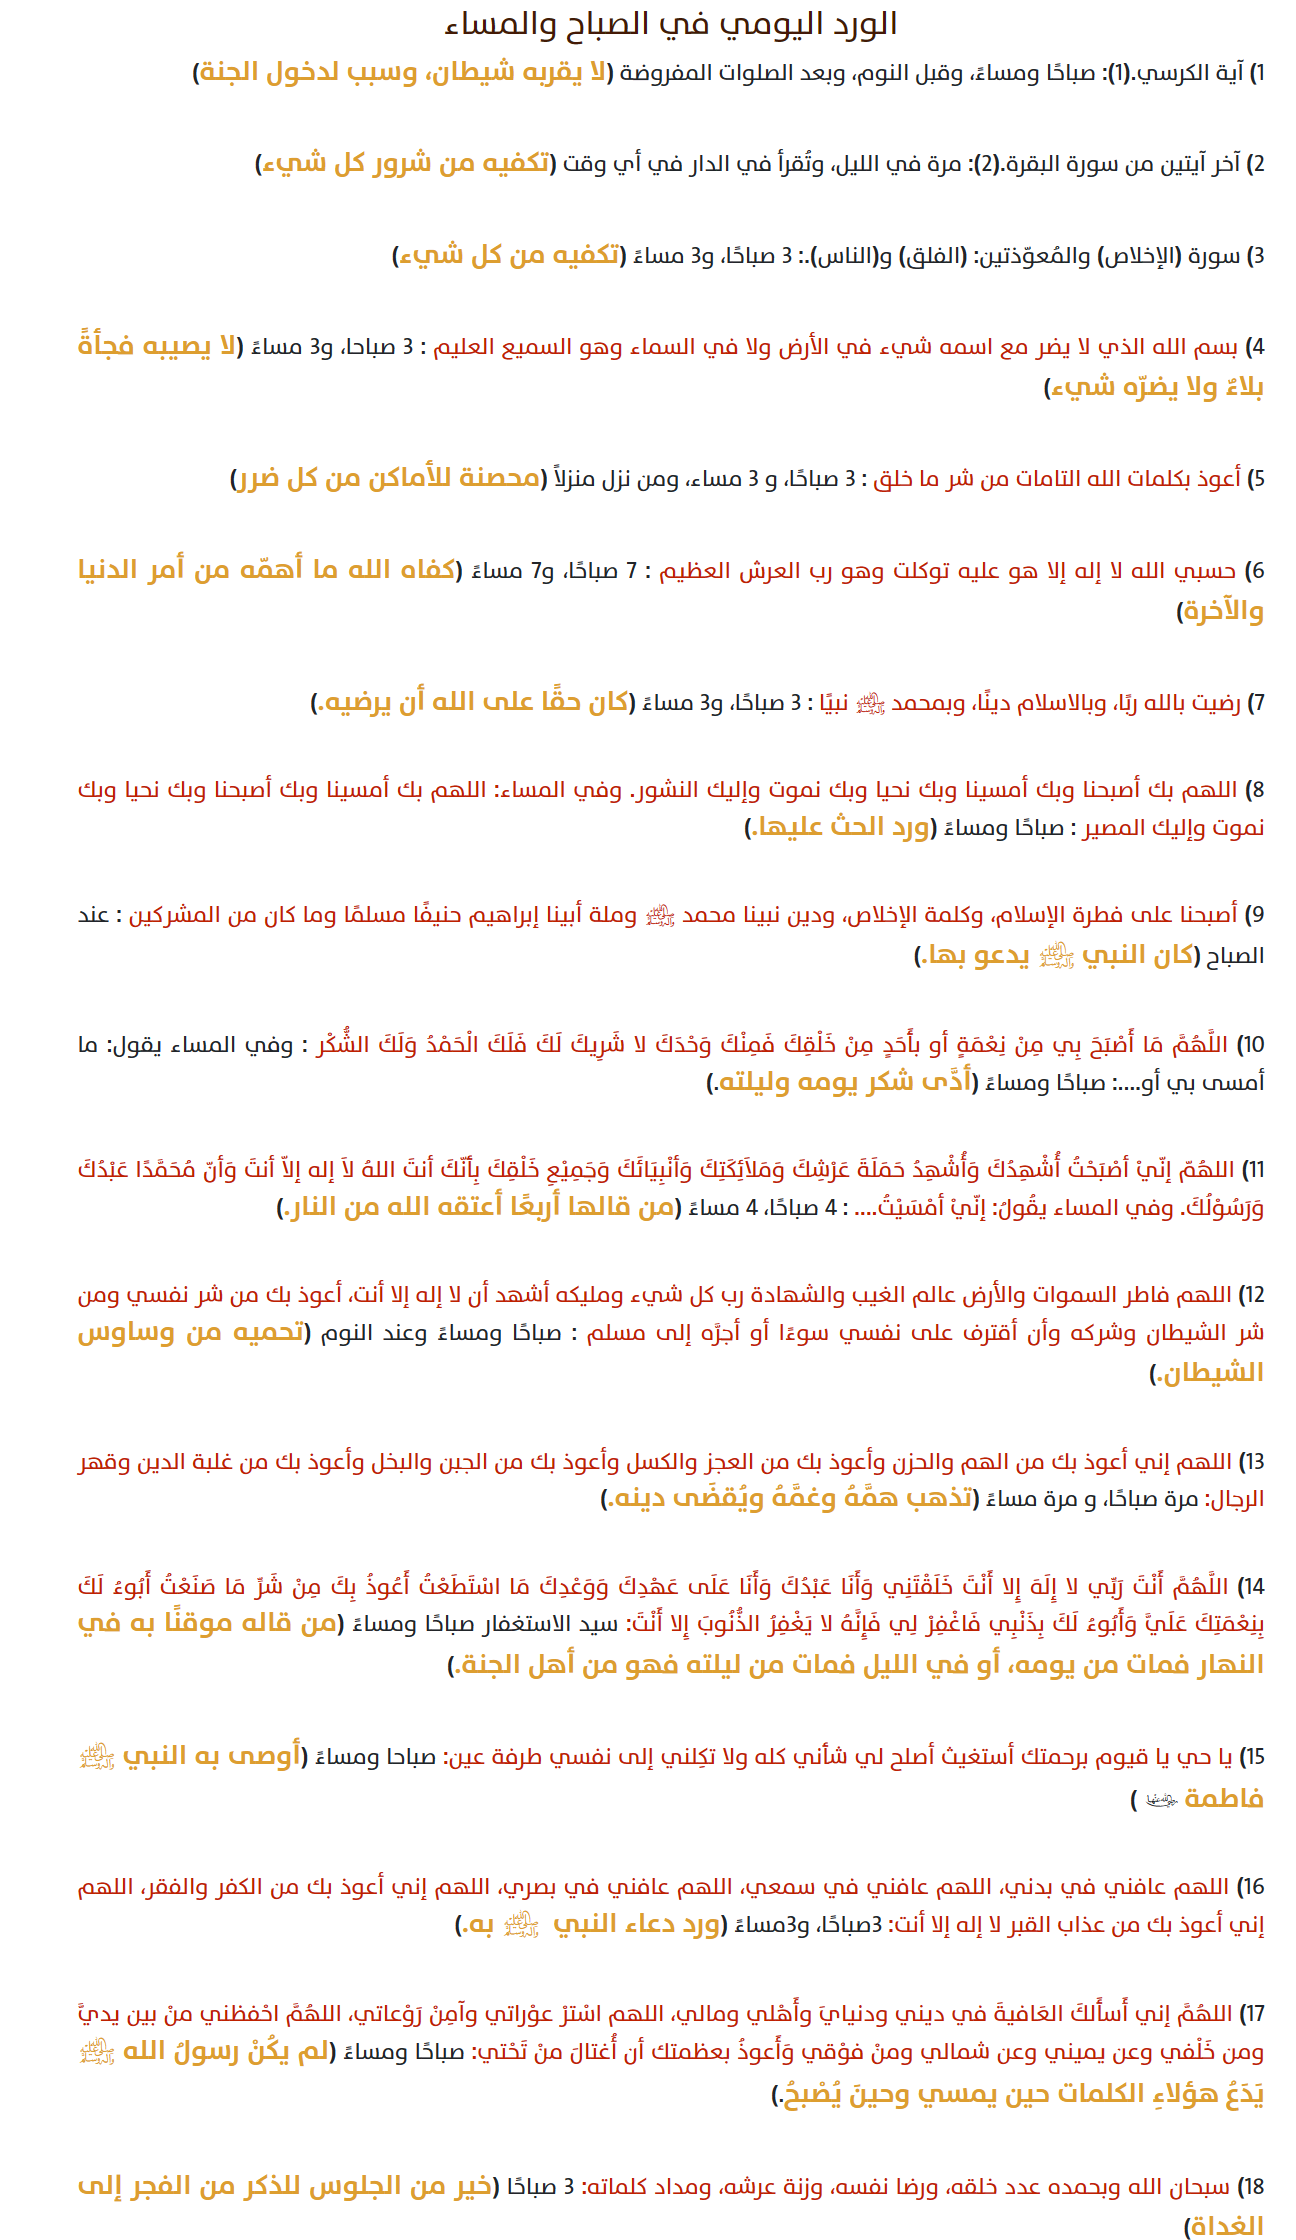 الورد اليومي في الصباح والمساء
1) آية الكرسي.(1): صباحًا ومساءً، وقبل النوم، وبعد الصلوات المفروضة (لا يقربه شيطان، وسبب لدخول الجنة)
2) آخر آيتين من سورة البقرة.(2): مرة في الليل، وتُقرأ في الدار في أي وقت (تكفيه من شرور كل شيء)
3) سورة (الإخلاص) والمُعوّذتين: (الفلق) و(الناس).: 3 صباحًا، و3 مساءً (تكفيه من كل شيء)
4) بسم الله الذي لا يضر مع اسمه شيء في الأرض ولا في السماء وهو السميع العليم : 3 صباحا، و3 مساءً (لا يصيبه فجأةً
بلاءٌ ولا يضرّه شيء)
5) أعوذ بكلمات الله التامات من شر ما خلق : 3 صباحًا، و 3 مساء، ومن نزل منزلاً (محصنة للأماكن من كل ضرر)
6) حسبي الله لا إله إلا هو عليه توكلت وهو رب العرش العظيم : 7 صباحًا، و7 مساءً (كفاه الله ما أهمّه من أمر الدنيا
والآخرة)
7) رضيت بالله ربًا، وبالاسلام دينًا، وبمحمد ﷺ نبيًا : 3 صباحًا، و3 مساءً (كان حقًّا على الله أن يرضيه.)
8) اللهم بك أصبحنا وبك أمسينا وبك نحيا وبك نموت وإليك النشور. وفي المساء: اللهم بك أمسينا وبك أصبحنا وبك نحيا وبك
نموت وإليك المصير : صباحًا ومساءً (ورد الحث عليها.)
9) أصبحنا على فطرة الإسلام، وكلمة الإخلاص، ودين نبينا محمد ﷺ وملة أبينا إبراهيم حنيفًا مسلمًا وما كان من المشركين : عند
الصباح (كان النبي ﷺ يدعو بها.)
10) اللَّهُمَّ مَا أَصْبَحَ بِي مِنْ نِعْمَةٍ أو بأَحَدٍ مِنْ خَلْقِكَ فَمِنْكَ وَحْدَكَ لا شَرِيكَ لَكَ فَلَكَ الْحَمْدُ وَلَكَ الشُّكْر : وفي المساء يقول: ما
أمسى بي أو....: صباحًا ومساءً (أدَّى شكر يومه وليلته.)
11) اللهُمّ إنّيْ أصْبَحْتُ أُشْهِدُكَ وَأُشْهِدُ حَمَلَةَ عَرْشِكَ وَمَلاَئِكَتِكَ وَأنْبِيَائَكَ وَجَمِيْعِ خَلْقِكَ بِأنّكَ أنتَ اللهُ لاَ إله إلاّ أنتَ وَأنّ مُحَمَّدًا عَبْدُكَ
وَرَسُوْلُكَ. وفي المساء يقُولُ: إنّيْ أمْسَيْتُ.... : 4 صباحًا، 4 مساءً (من قالها أربعًا أعتقه الله من النار.)
12) اللهم فاطر السموات والأرض عالم الغيب والشهادة رب كل شيء ومليكه أشهد أن لا إله إلا أنت، أعوذ بك من شر نفسي ومن
شر الشيطان وشركه وأن أقترف على نفسي سوءًا أو أجرَّه إلى مسلم : صباحًا ومساءً وعند النوم (تحميه من وساوس
الشيطان.)
13) اللهم إني أعوذ بك من الهم والحزن وأعوذ بك من العجز والكسل وأعوذ بك من الجبن والبخل وأعوذ بك من غلبة الدين وقهر
الرجال: مرة صباحًا، و مرة مساءً (تذهب همَّهُ وغمَّهُ ويُقضَى دينه.)
14) اللَّهُمَّ أَنْتَ رَبِّي لا إِلَهَ إِلا أَنْتَ خَلَقْتَنِي وَأَنَا عَبْدُكَ وَأَنَا عَلَى عَهْدِكَ وَوَعْدِكَ مَا اسْتَطَعْتُ أَعُوذُ بِكَ مِنْ شَرِّ مَا صَنَعْتُ أَبُوءُ لَكَ
بِنِعْمَتِكَ عَلَيَّ وَأَبُوءُ لَكَ بِذَنْبِي فَاغْفِرْ لِي فَإِنَّهُ لا يَغْفِرُ الذُّنُوبَ إِلا أَنْتَ: سيد الاستغفار صباحًا ومساءً (من قاله موقنًا به في
النهار فمات من يومه، أو في الليل فمات من ليلته فهو من أهل الجنة.)
15) يا حي يا قيوم برحمتك أستغيث أصلح لي شأني كله ولا تكِلني إلى نفسي طرفة عين: صباحا ومساءً (أوصى به النبي ﷺ
فاطمة رضي الله عنها )
16) اللهم عافني في بدني، اللهم عافني في سمعي، اللهم عافني في بصري، اللهم إني أعوذ بك من الكفر والفقر، اللهم
إني أعوذ بك من عذاب القبر لا إله إلا أنت: 3صباحًا، و3مساءً (ورد دعاء النبي ﷺ به.)
17) اللهُمَّ إني أَسأَلكَ العَافيةَ في ديني ودنيايَ وأَهْلي ومالي، اللهم اسْترْ عوْراتي وآمِنْ رَوْعاتي، اللهُمَّ احْفظني منْ بين يديَّ
ومن خَلْفي وعن يميني وعن شمالي ومنْ فوْقي وَأَعوذُ بعظمتك أن أُغتالَ منْ تَحْتي: صباحًا ومساءً (لم يكُنْ رسولُ الله ﷺ
يَدَعُ هؤلاءِ الكلمات حين يمسي وحينَ يُصْبحُ.)
18) سبحان الله وبحمده عدد خلقه، ورضا نفسه، وزنة عرشه، ومداد كلماته: 3 صباحًا (خير من الجلوس للذكر من الفجر إلى
الغداة)